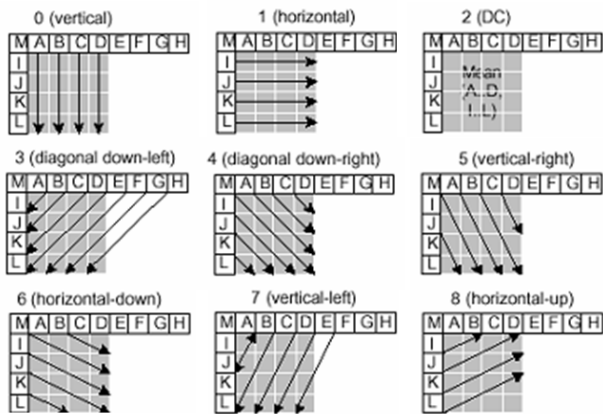 0 (vertical)
M A B C D E F G H
I
J
K
L
1 (horizontal)
M A B C D E F G H
I
J
K
L
2 (DC)
M A B C D E F G H
I
J
K
L
Mean
(A..D,
I..L)
3 (diagonal down-left)
M A B C D E F G H
I
J
K
L
4 (diagonal down-right)
M A B C D E F G H
I
J
K
L
5 (vertical-right)
M A B C D E F G H
I
J
K
L
6 (horizontal-down)
M A B C D E F G H
I
J
K
L
7 (vertical-left)
M A B C D E F G H
I
J
K
L
8 (horizontal-up)
M A B C D E F G H
I
J
K
L